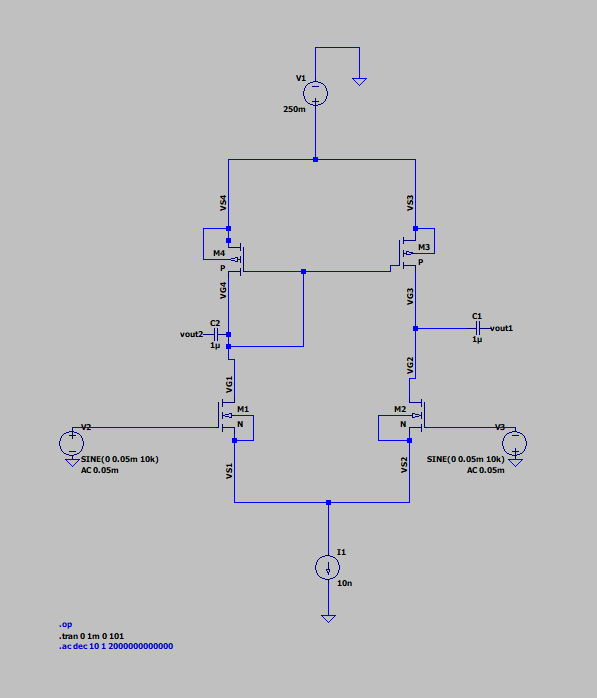 V1
250m
VS4
VS3
M4
P
M3
P
VG4
VG3
C2
vout2
1µ
C1
vout1
1µ
VG1
VG2
M1
N
M2
N
V2
V3
SINE(0 0.05m 10k)
AC 0.05m
SINE(0 0.05m 10k)
AC 0.05m
VS1
VS2
I1
10n
.op
.tran 0 1m 0 101
.ac dec 10 1 2000000000000